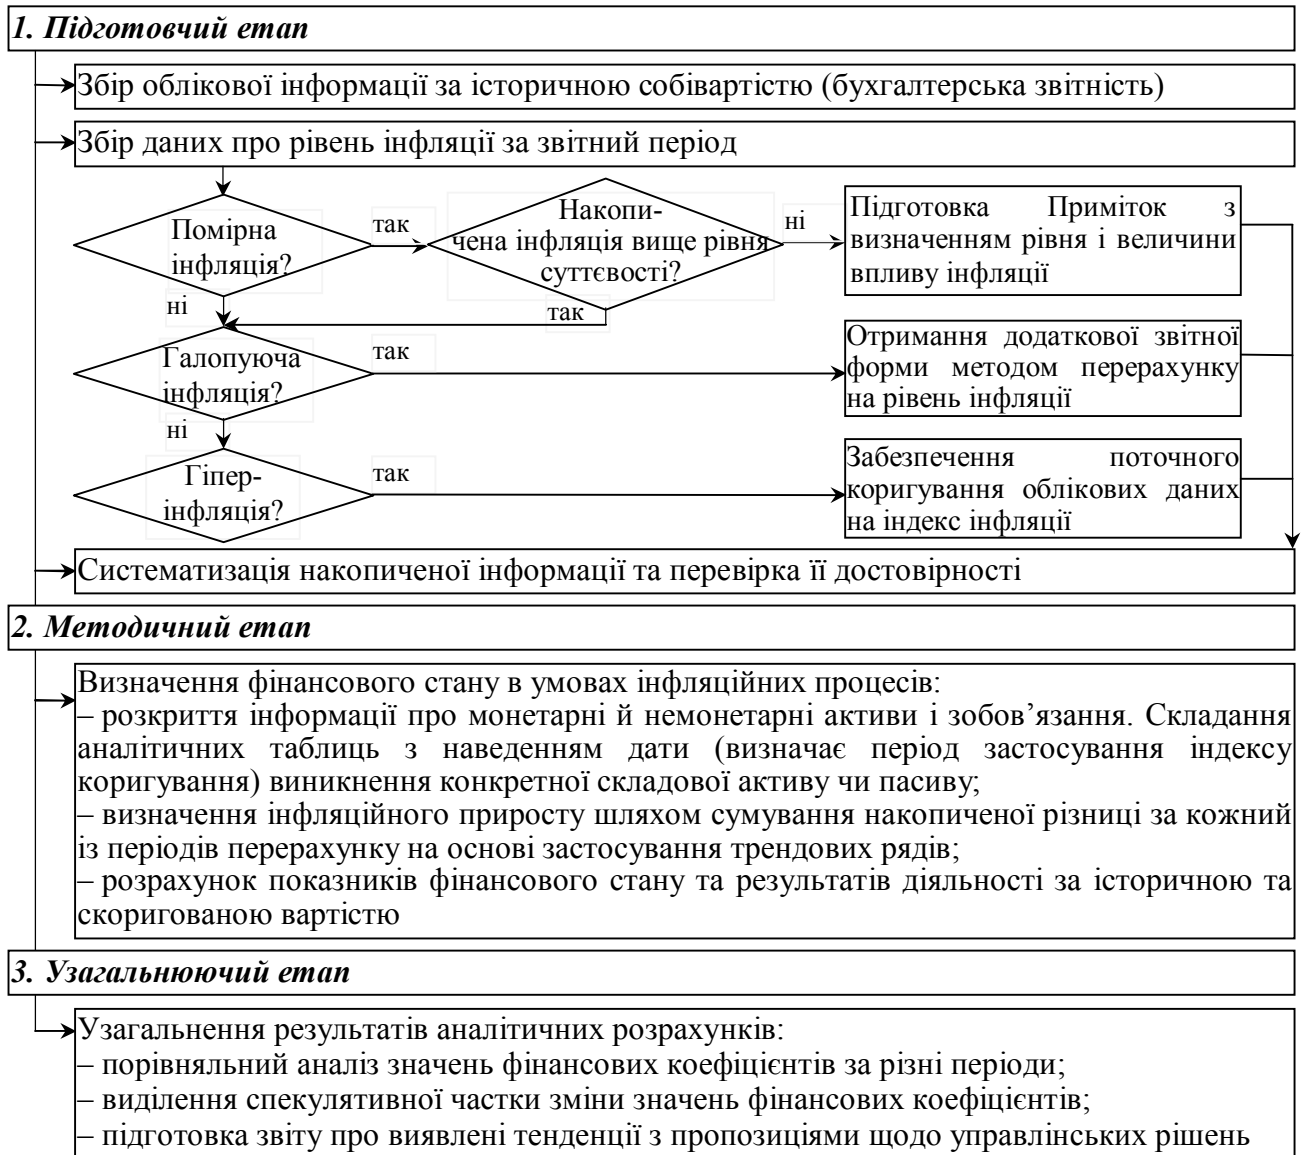 1. Підготовчий етап
Збір облікової інформації за історичною собівартістю (бухгалтерська звітність)
Збір даних про рівень інфляції за звітний період
Помірна
інфляція?
так
Накопи-
чена інфляція вище рівня
суттєвості?
ні
Підготовка Приміток з
визначенням рівня і величини
впливу інфляції
ні
так
Галопуюча
інфляція?
так
Отримання додаткової звітної
форми методом перерахунку
на рівень інфляції
ні
Гіпер-
інфляція?
так
Забезпечення поточного
коригування облікових даних
на індекс інфляції
Систематизація накопиченої інформації та перевірка її достовірності
2. Методичний етап
Визначення фінансового стану в умовах інфляційних процесів:
– розкриття інформації про монетарні й немонетарні активи і зобов’язання. Складання
аналітичних таблиць з наведенням дати (визначає період застосування індексу
коригування) виникнення конкретної складової активу чи пасиву;
– визначення інфляційного приросту шляхом сумування накопиченої різниці за кожний
із періодів перерахунку на основі застосування трендових рядів;
– розрахунок показників фінансового стану та результатів діяльності за історичною та
скоригованою вартістю
3. Узагальнюючий етап
Узагальнення результатів аналітичних розрахунків:
– порівняльний аналіз значень фінансових коефіцієнтів за різні періоди;
– виділення спекулятивної частки зміни значень фінансових коефіцієнтів;
– підготовка звіту про виявлені тенденції з пропозиціями щодо управлінських рішень